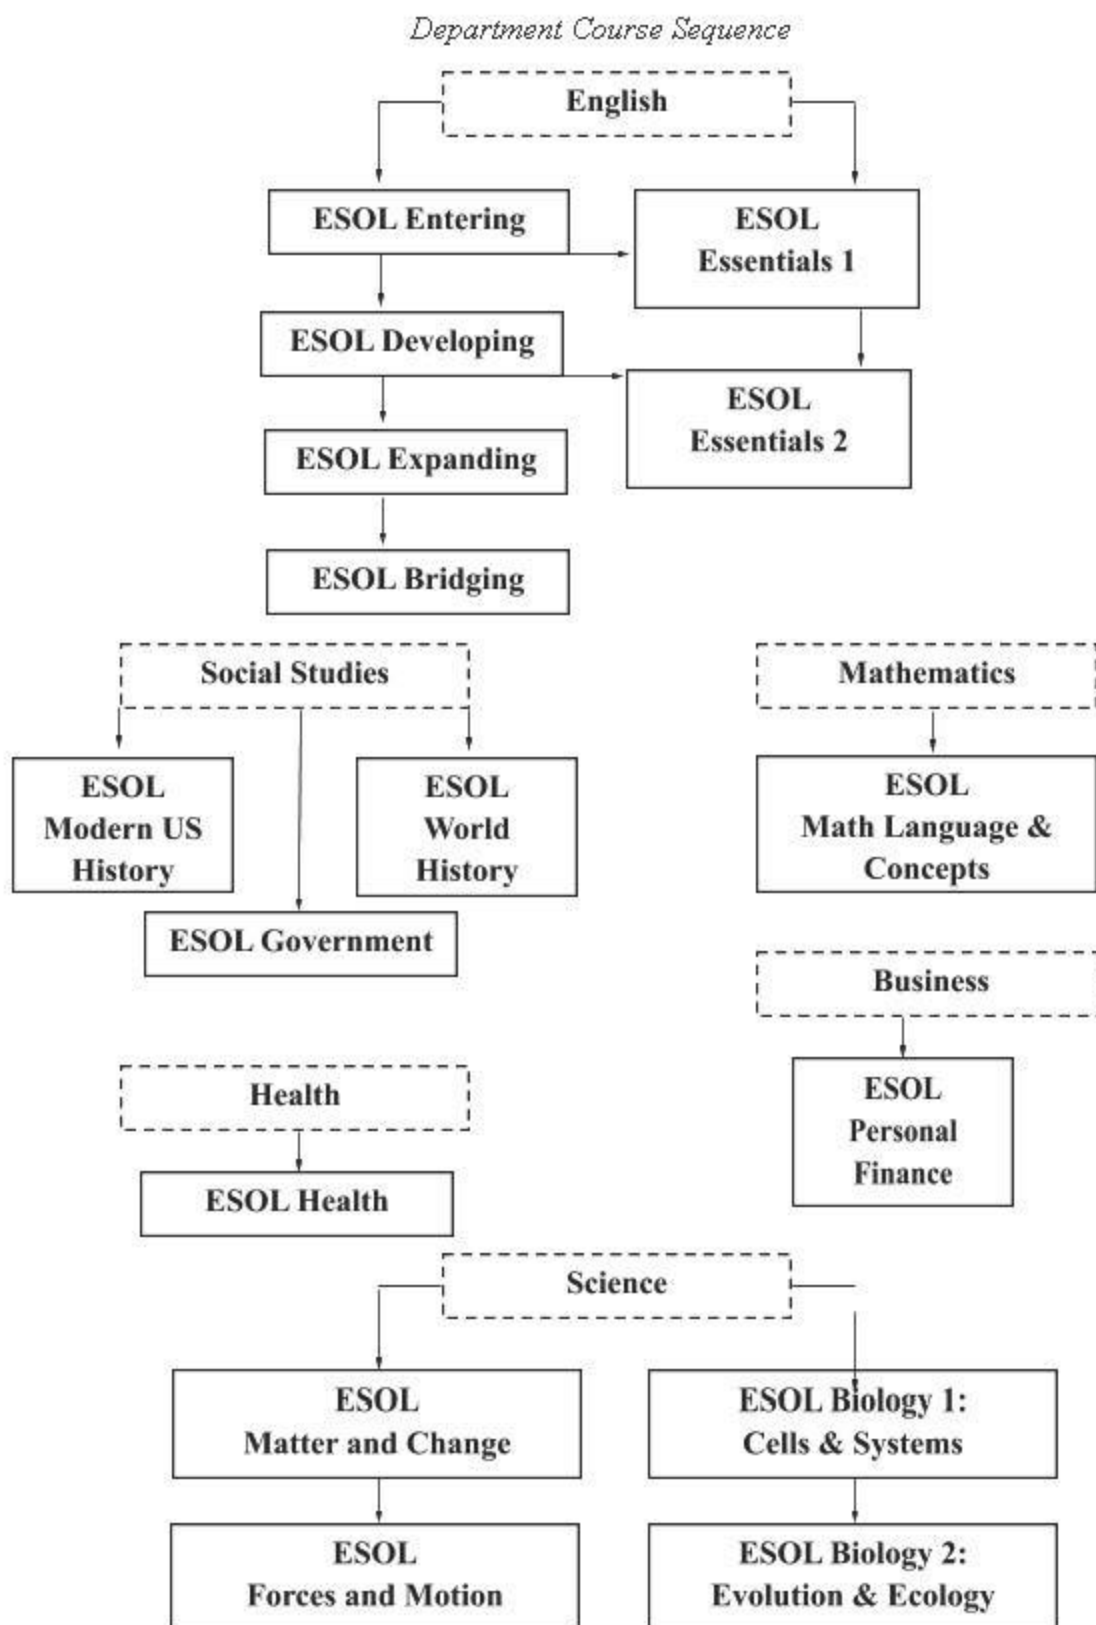 Department Course Sequence
English
ESOL Entering
ESOL
Essentials 1
ESOL Developing
ESOL
Essentials 2
ESOL Expanding
ESOL Bridging
Social Studies
Mathematics
ESOL
Modern US
History
ESOL
World
History
ESOL
Math Language &
Concepts
ESOL Government
Business
ESOL
Personal
Finance
Health
ESOL Health
Science
ESOL
Matter and Change
ESOL Biology 1:
Cells & Systems
ESOL
Forces and Motion
ESOL Biology 2:
Evolution & Ecology